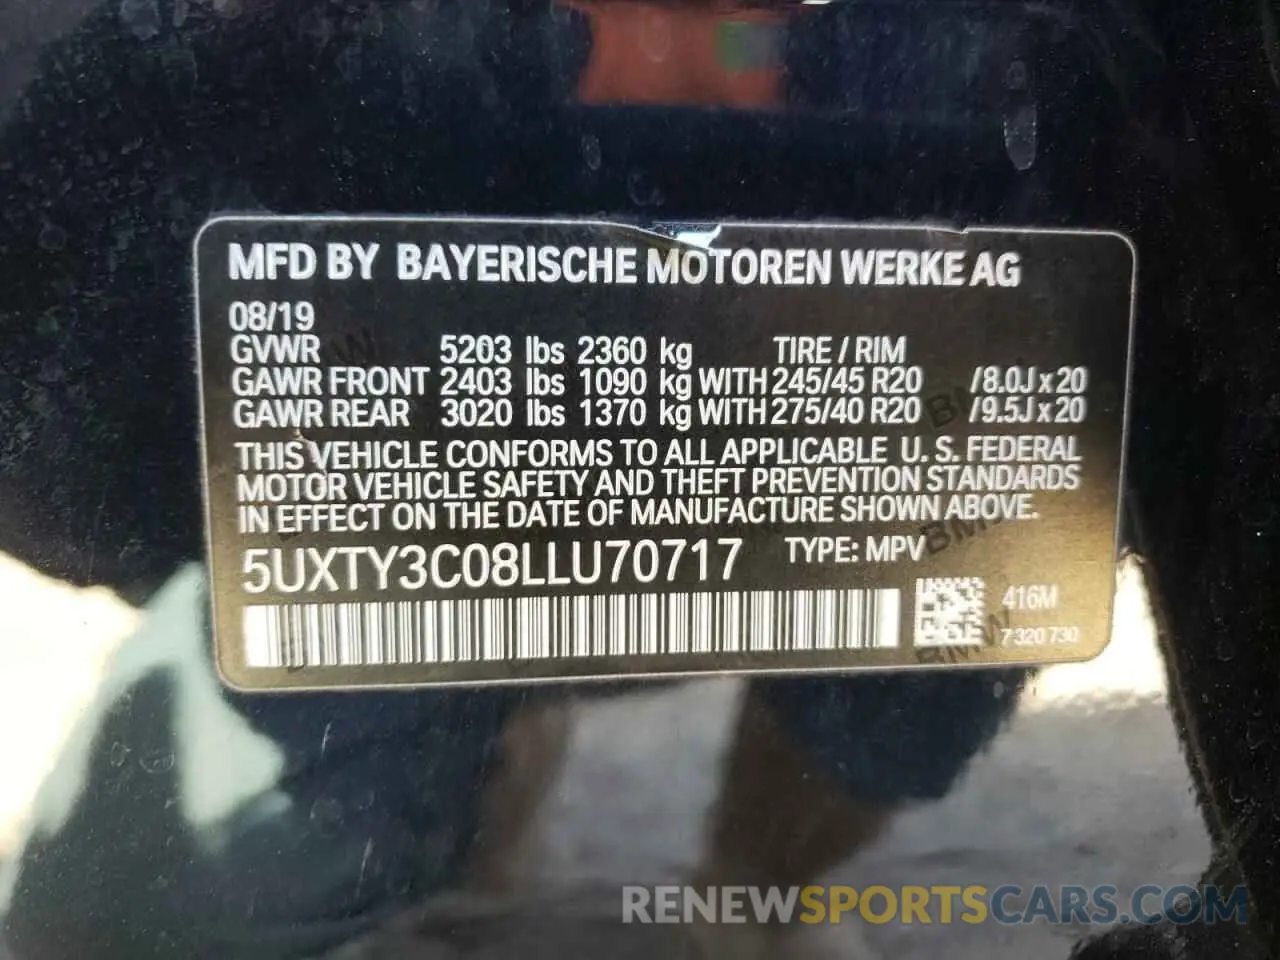 MFD BY BAYERISCHE MOTOREN WERKE AG
08/19
GVWR 5203 lbs 2360 kg TIRE / RIM
GAWR FRONT 2403 lbs 1090 kg WITH 245/45 R20 /8.0J x 20
GAWR REAR 3020 lbs 1370 kg WITH 275/40 R20 /9.5J x 20
THIS VEHICLE CONFORMS TO ALL APPLICABLE U. S. FEDERAL
MOTOR VEHICLE SAFETY AND THEFT PREVENTION STANDARDS
IN EFFECT ON THE DATE OF MANUFACTURE SHOWN ABOVE.
5UXTY3C08LLU70717 TYPE: MPV
416M
7 320 730
RENEWSPORTSCARS.COM